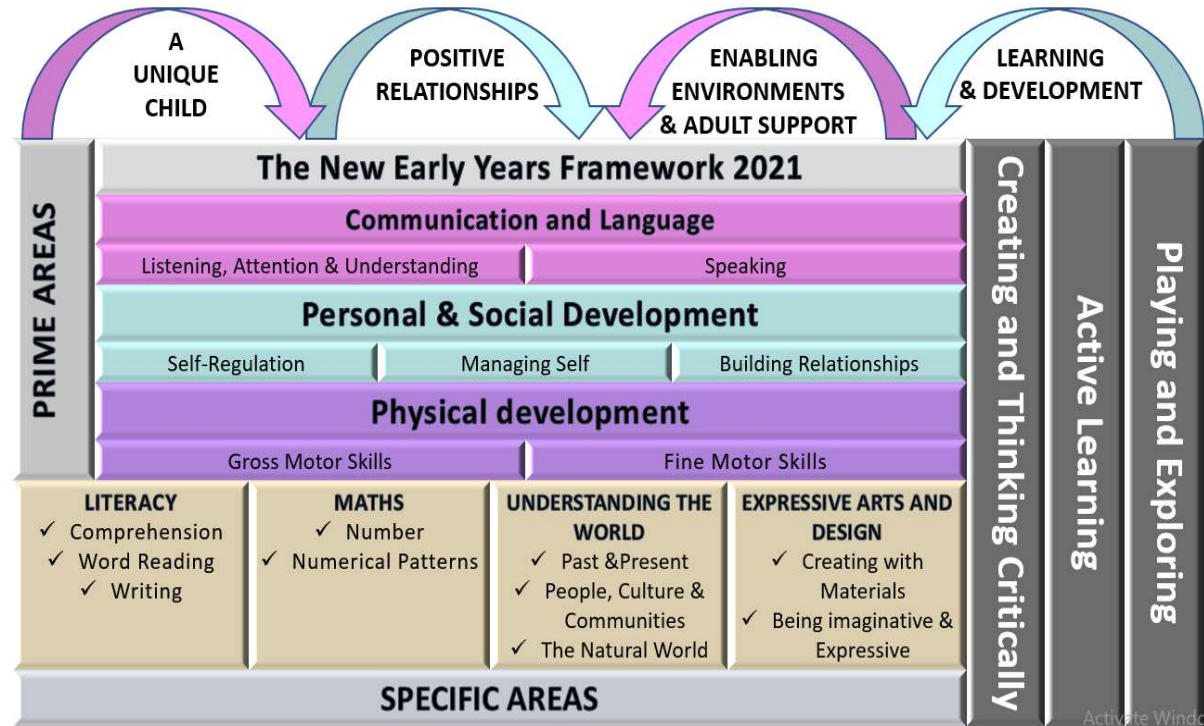 A
UNIQUE
CHILD
POSITIVE
RELATIONSHIPS
ENABLING
ENVIRONMENTS
& ADULT SUPPORT
LEARNING
& DEVELOPMENT
PRIME AREAS
The New Early Years Framework 2021
Communication and Language
Listening, Attention & Understanding
Speaking
Personal & Social Development
Self-Regulation
Managing Self
Building Relationships
Physical development
Gross Motor Skills
Fine Motor Skills
LITERACY
✓ Comprehension
✓ Word Reading
✓ Writing
MATHS
✓ Number
✓ Numerical Patterns
UNDERSTANDING THE
WORLD
✓ Past &Present
✓ People, Culture &
Communities
✓ The Natural World
EXPRESSIVE ARTS AND
DESIGN
✓ Creating with
Materials
✓ Being imaginative &
Expressive
SPECIFIC AREAS
Creating and Thinking Critically
Active Learning
Playing and Exploring
Activate Windo